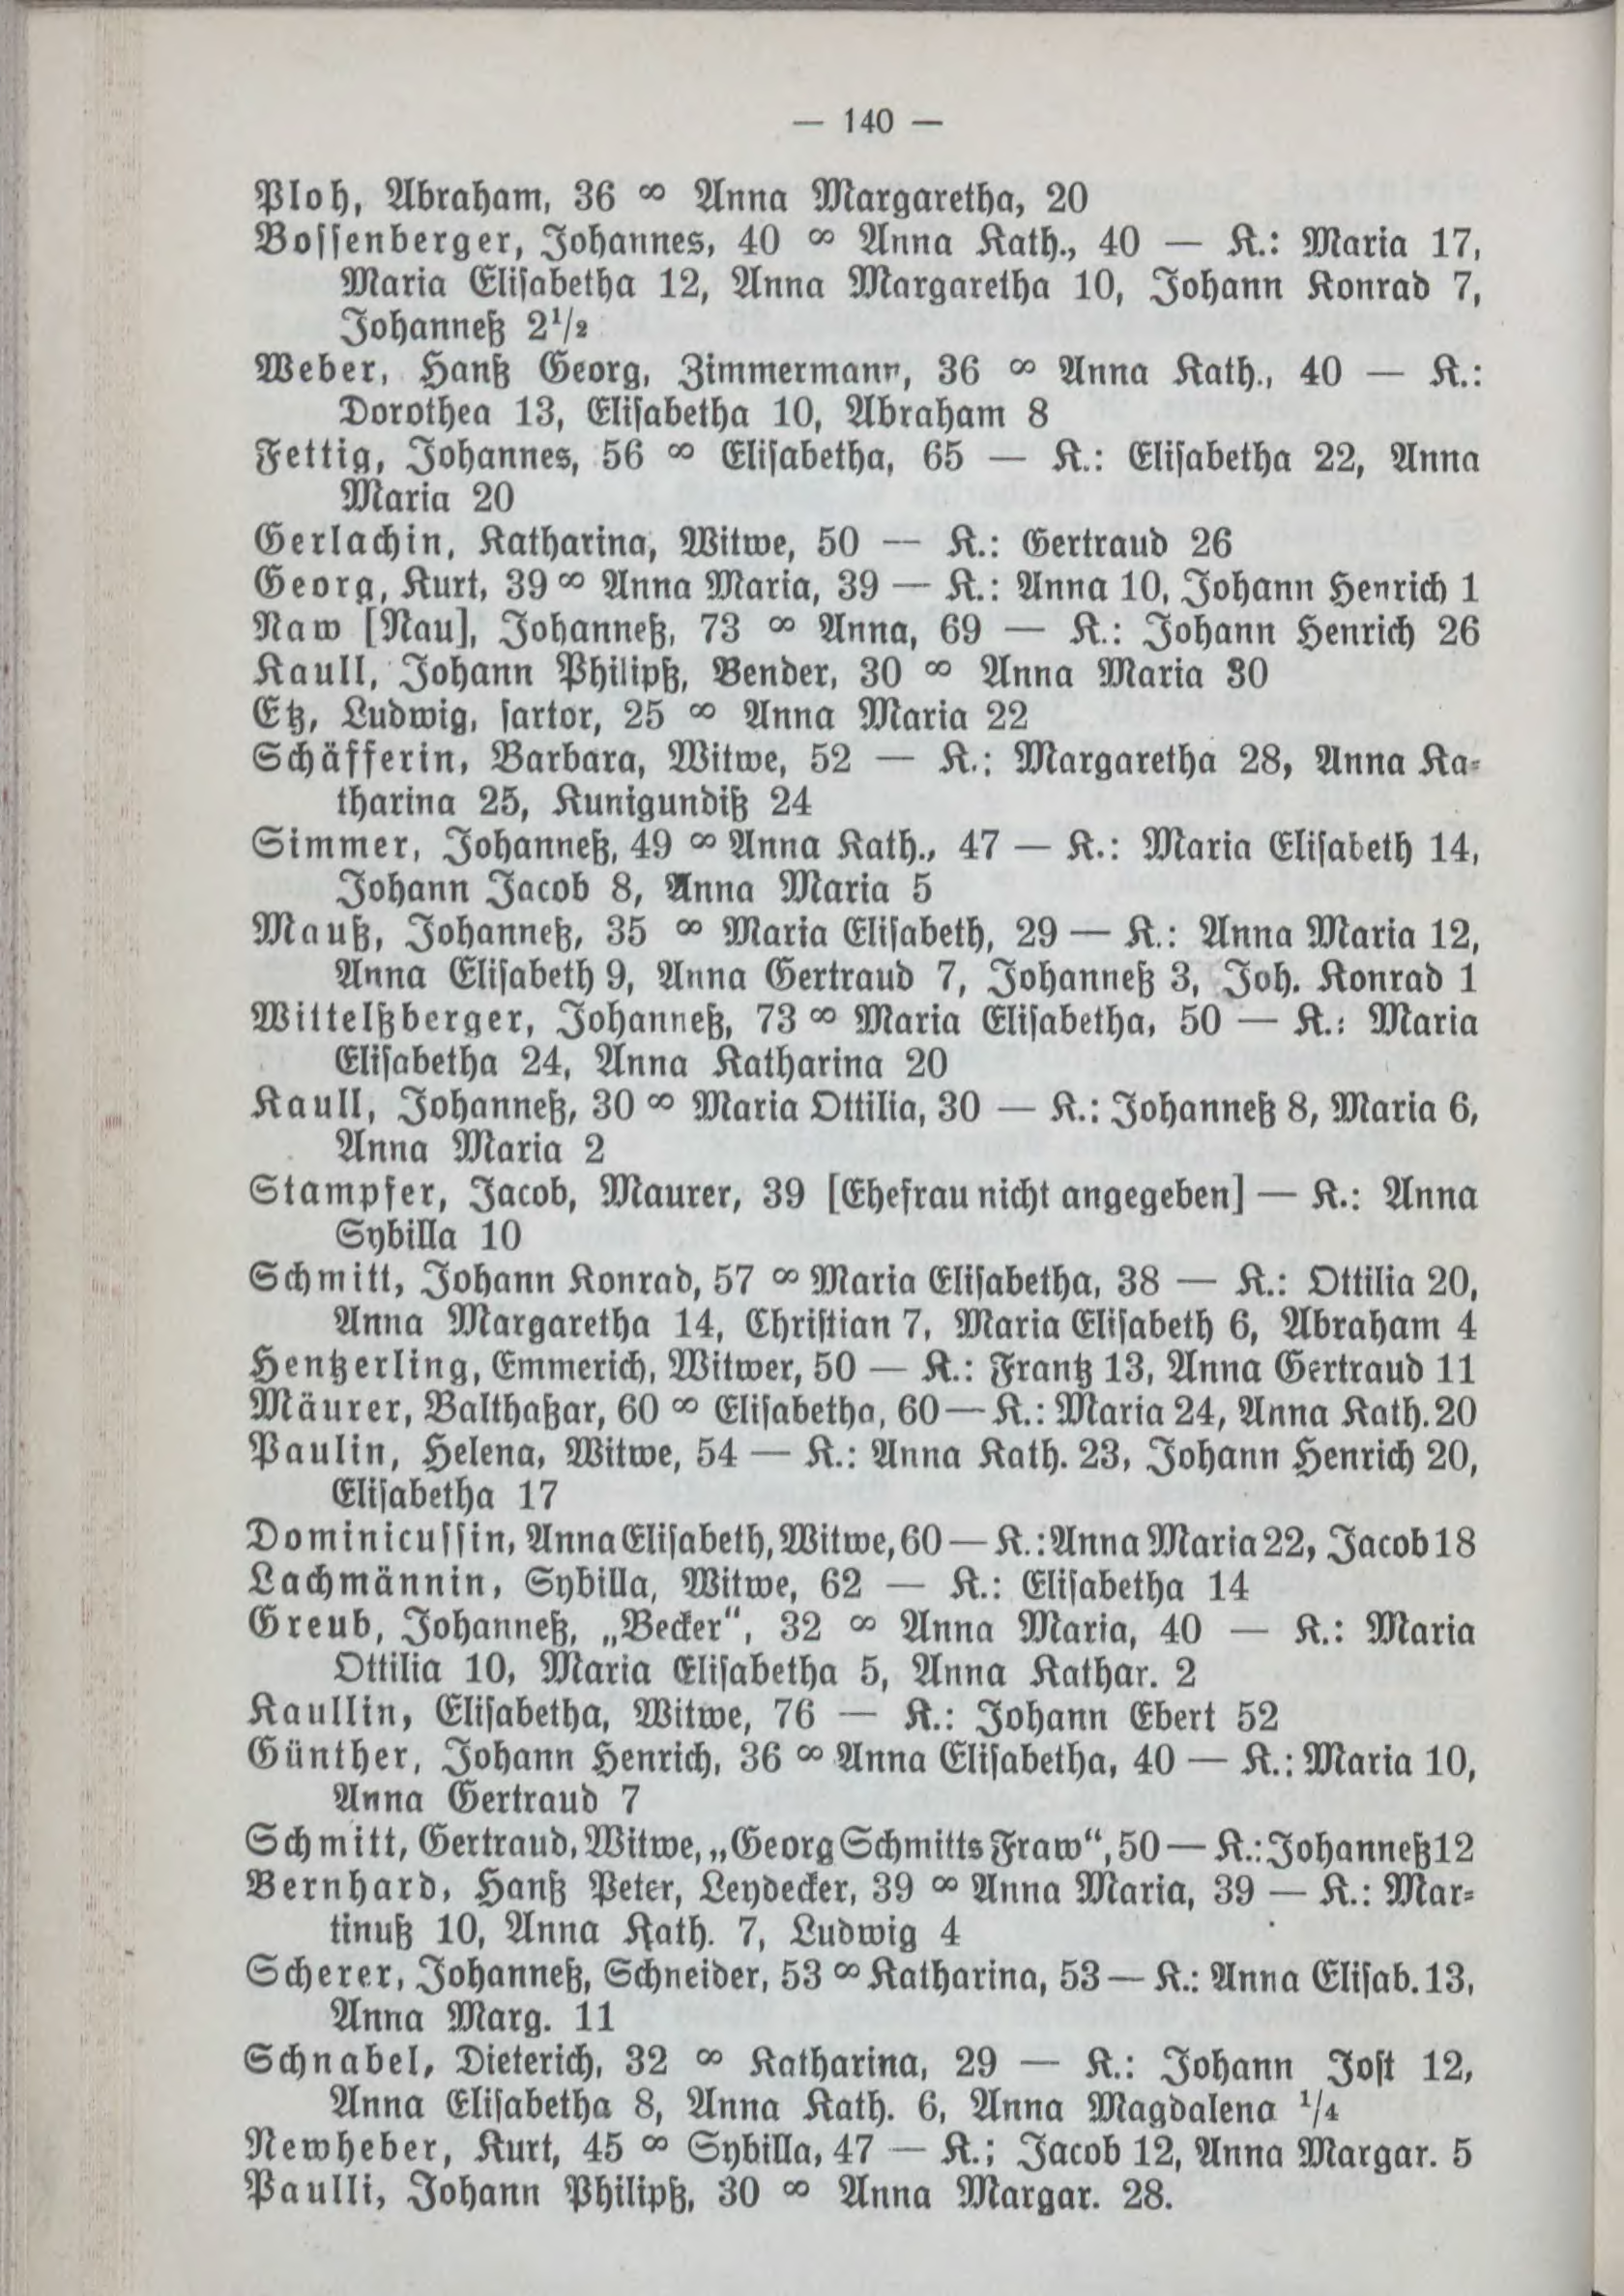 — 140 —
Ploh, Abraham, 36 ∞ Anna Margaretha, 20
Bossenberger, Johannes, 40 ∞ Anna Kath., 40 — K.: Maria 17,
Maria Elisabetha 12, Anna Margaretha 10, Johann Konrad 7,
Johanneß 2¹/₂
Weber, Hanß Georg, Zimmermann, 36 ∞ Anna Kath., 40 — K.:
Dorothea 13, Elisabetha 10, Abraham 8
Fettig, Johannes, 56 ∞ Elisabetha, 65 — K.: Elisabetha 22, Anna
Maria 20
Gerlachin, Katharina, Witwe, 50 — K.: Gertraud 26
Georg, Kurt, 39 ∞ Anna Maria, 39 — K.: Anna 10, Johann Henrich 1
Naw [Nau], Johanneß, 73 ∞ Anna, 69 — K.: Johann Henrich 26
Kaull, Johann Philipß, Bender, 30 ∞ Anna Maria 30
Etz, Ludwig, sartor, 25 ∞ Anna Maria 22
Schäfferin, Barbara, Witwe, 52 — K.: Margaretha 28, Anna Ka-
tharina 25, Kunigundiß 24
Simmer, Johanneß, 49 ∞ Anna Kath., 47 — K.: Maria Elisabeth 14,
Johann Jacob 8, Anna Maria 5
Mauß, Johanneß, 35 ∞ Maria Elisabeth, 29 — K.: Anna Maria 12,
Anna Elisabeth 9, Anna Gertraud 7, Johanneß 3, Joh. Konrad 1
Wittelßberger, Johanneß, 73 ∞ Maria Elisabetha, 50 — K.: Maria
Elisabetha 24, Anna Katharina 20
Kaull, Johanneß, 30 ∞ Maria Ottilia, 30 — K.: Johanneß 8, Maria 6,
Anna Maria 2
Stampfer, Jacob, Maurer, 39 [Ehefrau nicht angegeben] — K.: Anna
Sybilla 10
Schmitt, Johann Konrad, 57 ∞ Maria Elisabetha, 38 — K.: Ottilia 20,
Anna Margaretha 14, Christian 7, Maria Elisabeth 6, Abraham 4
Hentzerling, Emmerich, Witwer, 50 — K.: Frantz 13, Anna Gertraud 11
Mäurer, Balthaßar, 60 ∞ Elisabetha, 60 — K.: Maria 24, Anna Kath. 20
Paulin, Helena, Witwe, 54 — K.: Anna Kath. 23, Johann Henrich 20,
Elisabetha 17
Dominicussin, Anna Elisabeth, Witwe, 60 — K.: Anna Maria 22, Jacob 18
Lachmännin, Sybilla, Witwe, 62 — K.: Elisabetha 14
Greub, Johanneß, „Becker“, 32 ∞ Anna Maria, 40 — K.: Maria
Ottilia 10, Maria Elisabetha 5, Anna Kathar. 2
Kaullin, Elisabetha, Witwe, 76 — K.: Johann Ebert 52
Günther, Johann Henrich, 36 ∞ Anna Elisabetha, 40 — K.: Maria 10,
Anna Gertraud 7
Schmitt, Gertraud, Witwe, „Georg Schmitts Fraw“, 50 — K.: Johanneß 12
Bernhard, Hanß Peter, Leydecker, 39 ∞ Anna Maria, 39 — K.: Mar-
tinuß 10, Anna Kath. 7, Ludwig 4
Scherer, Johanneß, Schneider, 53 ∞ Katharina, 53 — K.: Anna Elisab. 13,
Anna Marg. 11
Schnabel, Dieterich, 32 ∞ Katharina, 29 — K.: Johann Jost 12,
Anna Elisabetha 8, Anna Kath. 6, Anna Magdalena ¹/₄
Newheber, Kurt, 45 ∞ Sybilla, 47 — K.: Jacob 12, Anna Margar. 5
Paulli, Johann Philipß, 30 ∞ Anna Margar. 28.